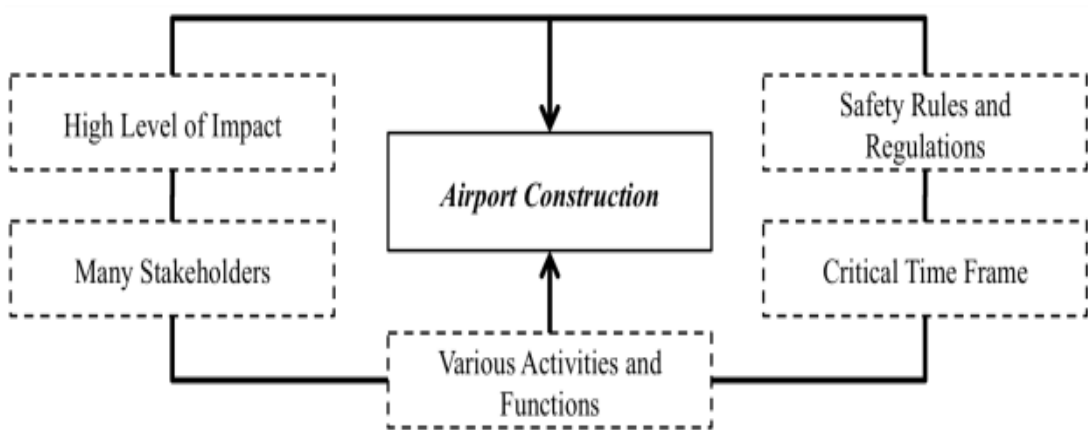 High Level of Impact
Safety Rules and
Regulations
Airport Construction
Many Stakeholders
Critical Time Frame
Various Activities and
Functions